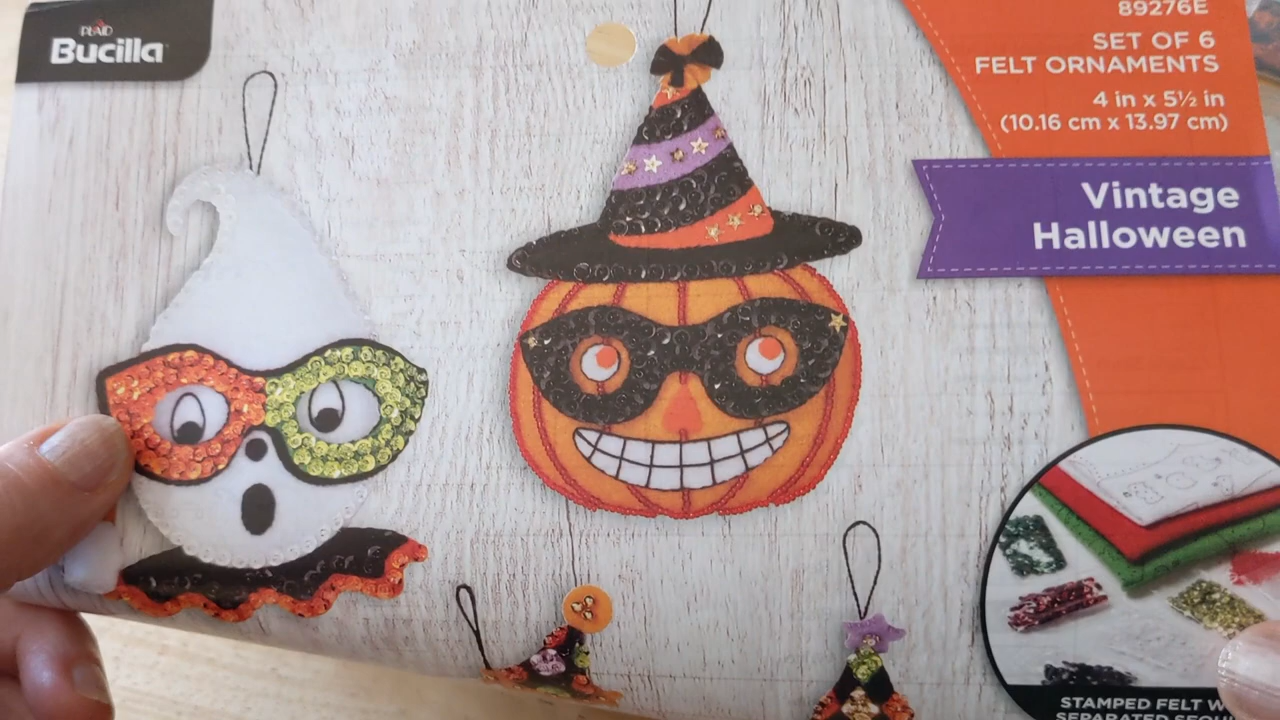 PLAID
Bucilla
89276E
SET OF 6
FELT ORNAMENTS
4 in x 5½ in
(10.16 cm x 13.97 cm)
Vintage
Halloween
STAMPED FELT